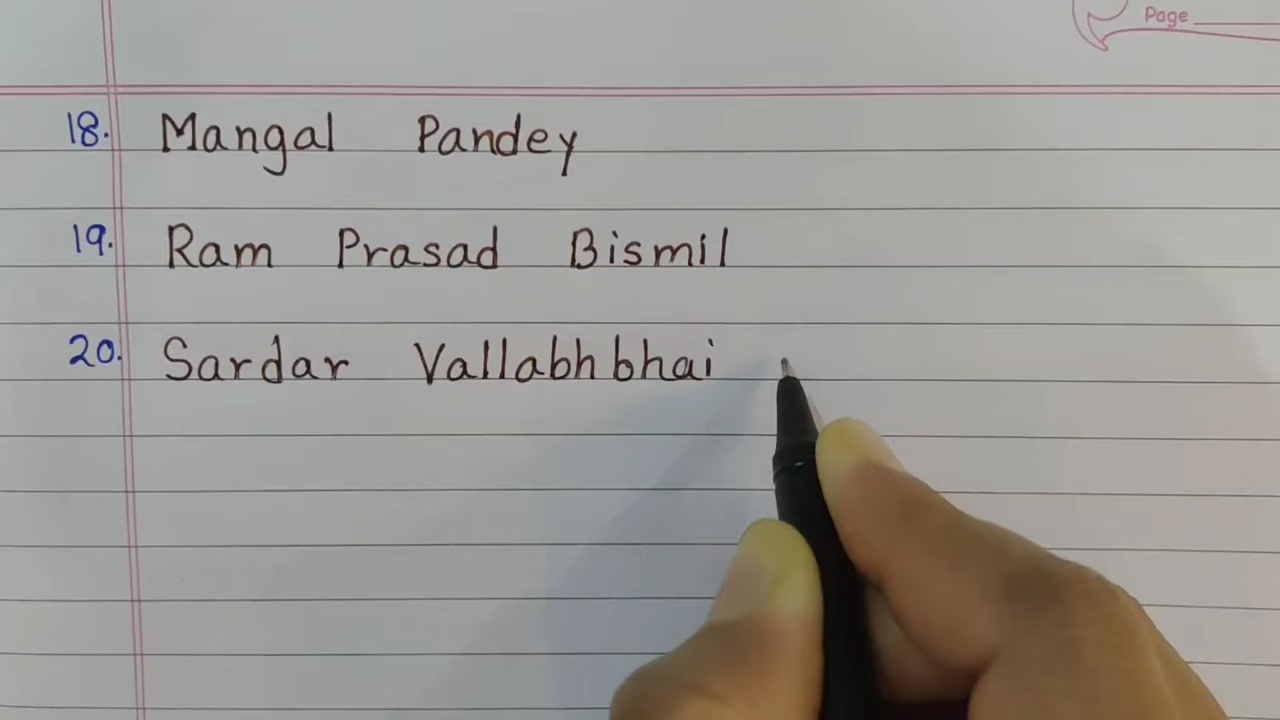 Page
18. Mangal Pandey
19. Ram Prasad Bismil
20. Sardar Vallabhbhai